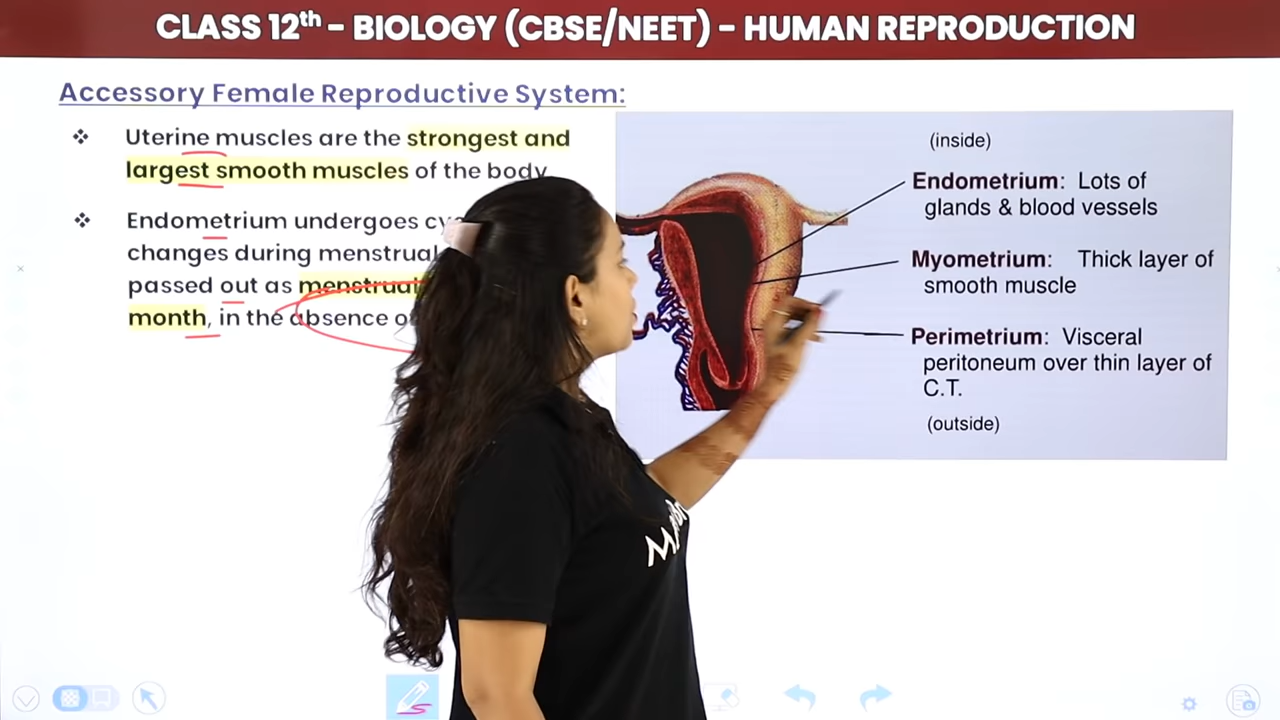 CLASS 12th – BIOLOGY (CBSE/NEET) – HUMAN REPRODUCTION
Accessory Female Reproductive System:
❖ Uterine muscles are the strongest and
largest smooth muscles of the body
❖ Endometrium undergoes
changes during menstrual
passed out as menstrual
month, in the absence
(inside)
Endometrium: Lots of
glands & blood vessels
Myometrium: Thick layer of
smooth muscle
Perimetrium: Visceral
peritoneum over thin layer of
C.T.
(outside)